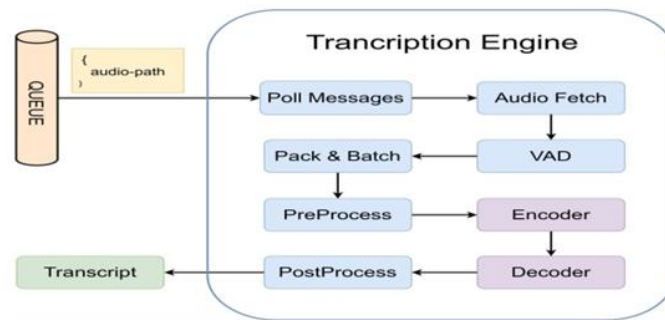 Trancription Engine
QUEUE
{
audio-path
}
Poll Messages
Audio Fetch
Pack & Batch
VAD
PreProcess
Encoder
Transcript
PostProcess
Decoder